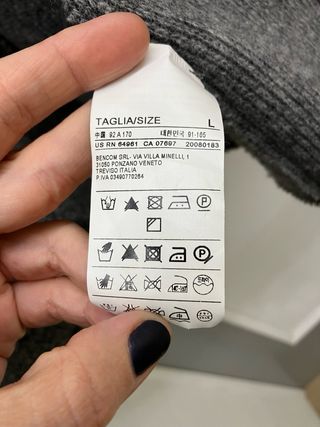 TAGLIA/SIZE L
中国 92 A 170 대한민국 91-165
US RN 64961 CA 07697 20080183
BENCOM SRL- VIA VILLA MINELLI, 1
31050 PONZANO VENETO
TREVISO ITALIA
P.IVA 03490770264
P